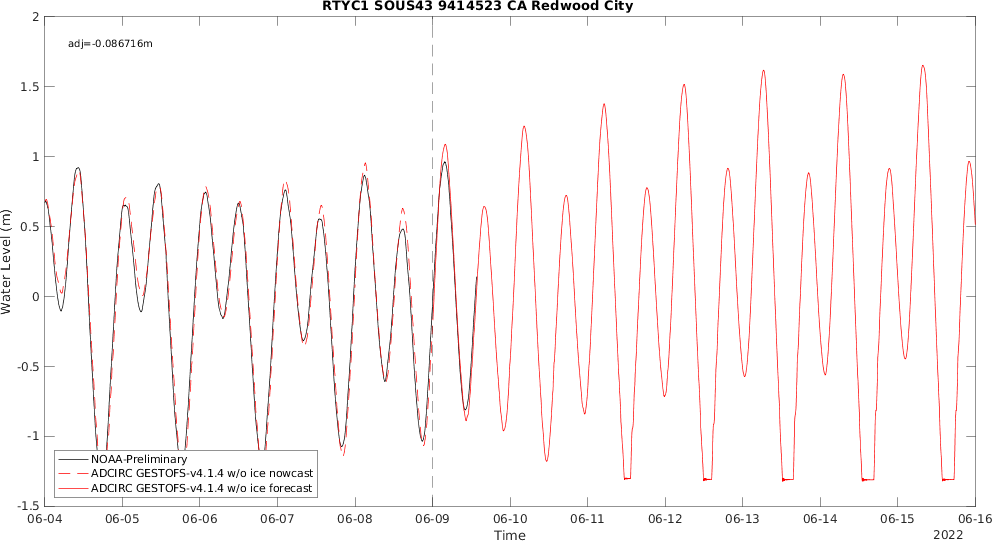 RTYC1 SOUS43 9414523 CA Redwood City
adj=-0.086716m
Water Level (m)
2
1.5
1
0.5
0
-0.5
-1
-1.5
NOAA-Preliminary
ADCIRC GESTOFS-v4.1.4 w/o ice nowcast
ADCIRC GESTOFS-v4.1.4 w/o ice forecast
06-04 06-05 06-06 06-07 06-08 06-09 06-10 06-11 06-12 06-13 06-14 06-15 06-16
Time
2022